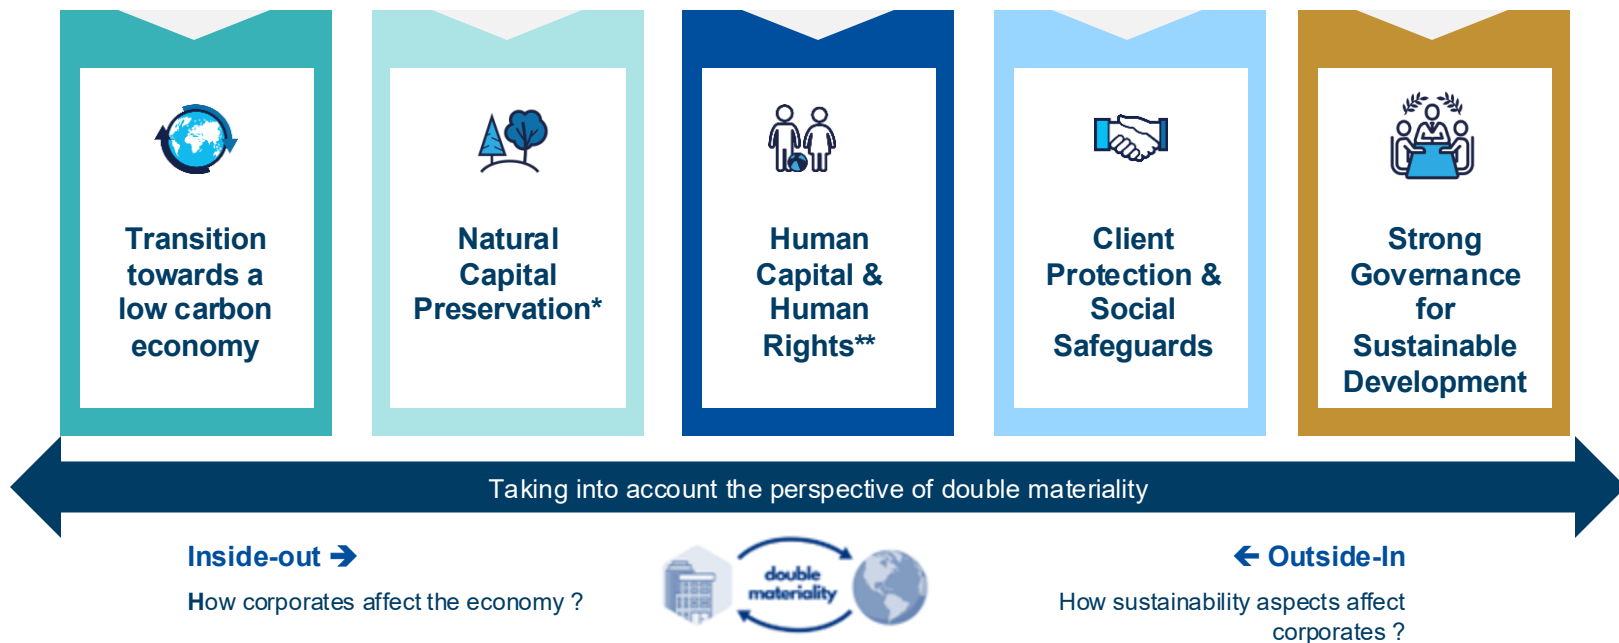 Transition
towards a
low carbon
economy
Natural
Capital
Preservation*
Human
Capital &
Human
Rights**
Client
Protection &
Social
Safeguards
Strong
Governance
for
Sustainable
Development
Taking into account the perspective of double materiality
Inside-out ➔
How corporates affect the economy ?
double
materiality
← Outside-In
How sustainability aspects affect
corporates ?